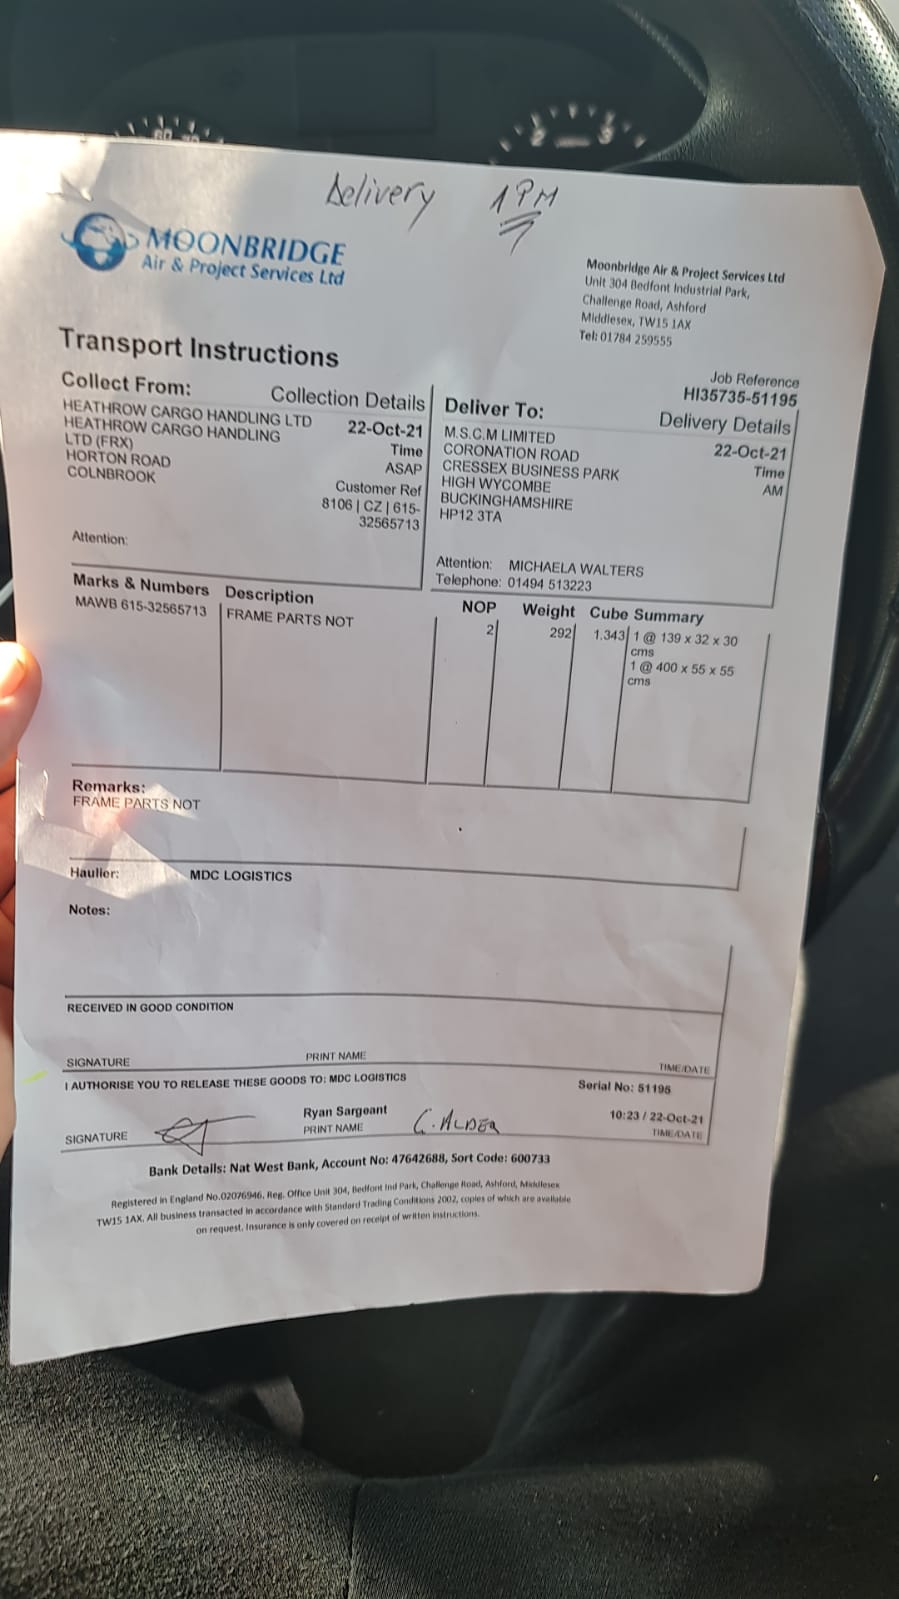 Delivery 1PM
MOONBRIDGE
Air & Project Services Ltd
Moonbridge Air & Project Services Ltd
Unit 304 Bedfont Industrial Park,
Challenge Road, Ashford
Middlesex, TW15 1AX
Tel: 01784 259555
Transport Instructions
Job Reference
HI35735-51195
Collect From:
Collection Details
HEATHROW CARGO HANDLING LTD
HEATHROW CARGO HANDLING
LTD (FRX)
HORTON ROAD
COLNBROOK
22-Oct-21
Time
ASAP
Customer Ref
8106 | CZ | 615-
32565713
Attention:
Deliver To:
Delivery Details
M.S.C.M LIMITED
CORONATION ROAD
CRESSEX BUSINESS PARK
HIGH WYCOMBE
BUCKINGHAMSHIRE
HP12 3TA
22-Oct-21
Time
AM
Attention: MICHAELA WALTERS
Telephone: 01494 513223
Marks & Numbers Description NOP Weight Cube Summary
MAWB 615-32565713 FRAME PARTS NOT 2 292 1.343 1 @ 139 x 32 x 30
cms
1 @ 400 x 55 x 55
cms
Remarks:
FRAME PARTS NOT
Haulier: MDC LOGISTICS
Notes:
RECEIVED IN GOOD CONDITION
SIGNATURE PRINT NAME TIME/DATE
I AUTHORISE YOU TO RELEASE THESE GOODS TO: MDC LOGISTICS
Serial No: 51195
Ryan Sargeant
10:23 / 22-Oct-21
SIGNATURE PRINT NAME C. ALDER TIME/DATE
Bank Details: Nat West Bank, Account No: 47642688, Sort Code: 600733
Registered in England No.02076946. Reg. Office Unit 304, Bedfont Ind Park, Challenge Road, Ashford, Middlesex
TW15 1AX. All business transacted in accordance with Standard Trading Conditions 2002, copies of which are available
on request. Insurance is only covered on receipt of written instructions.